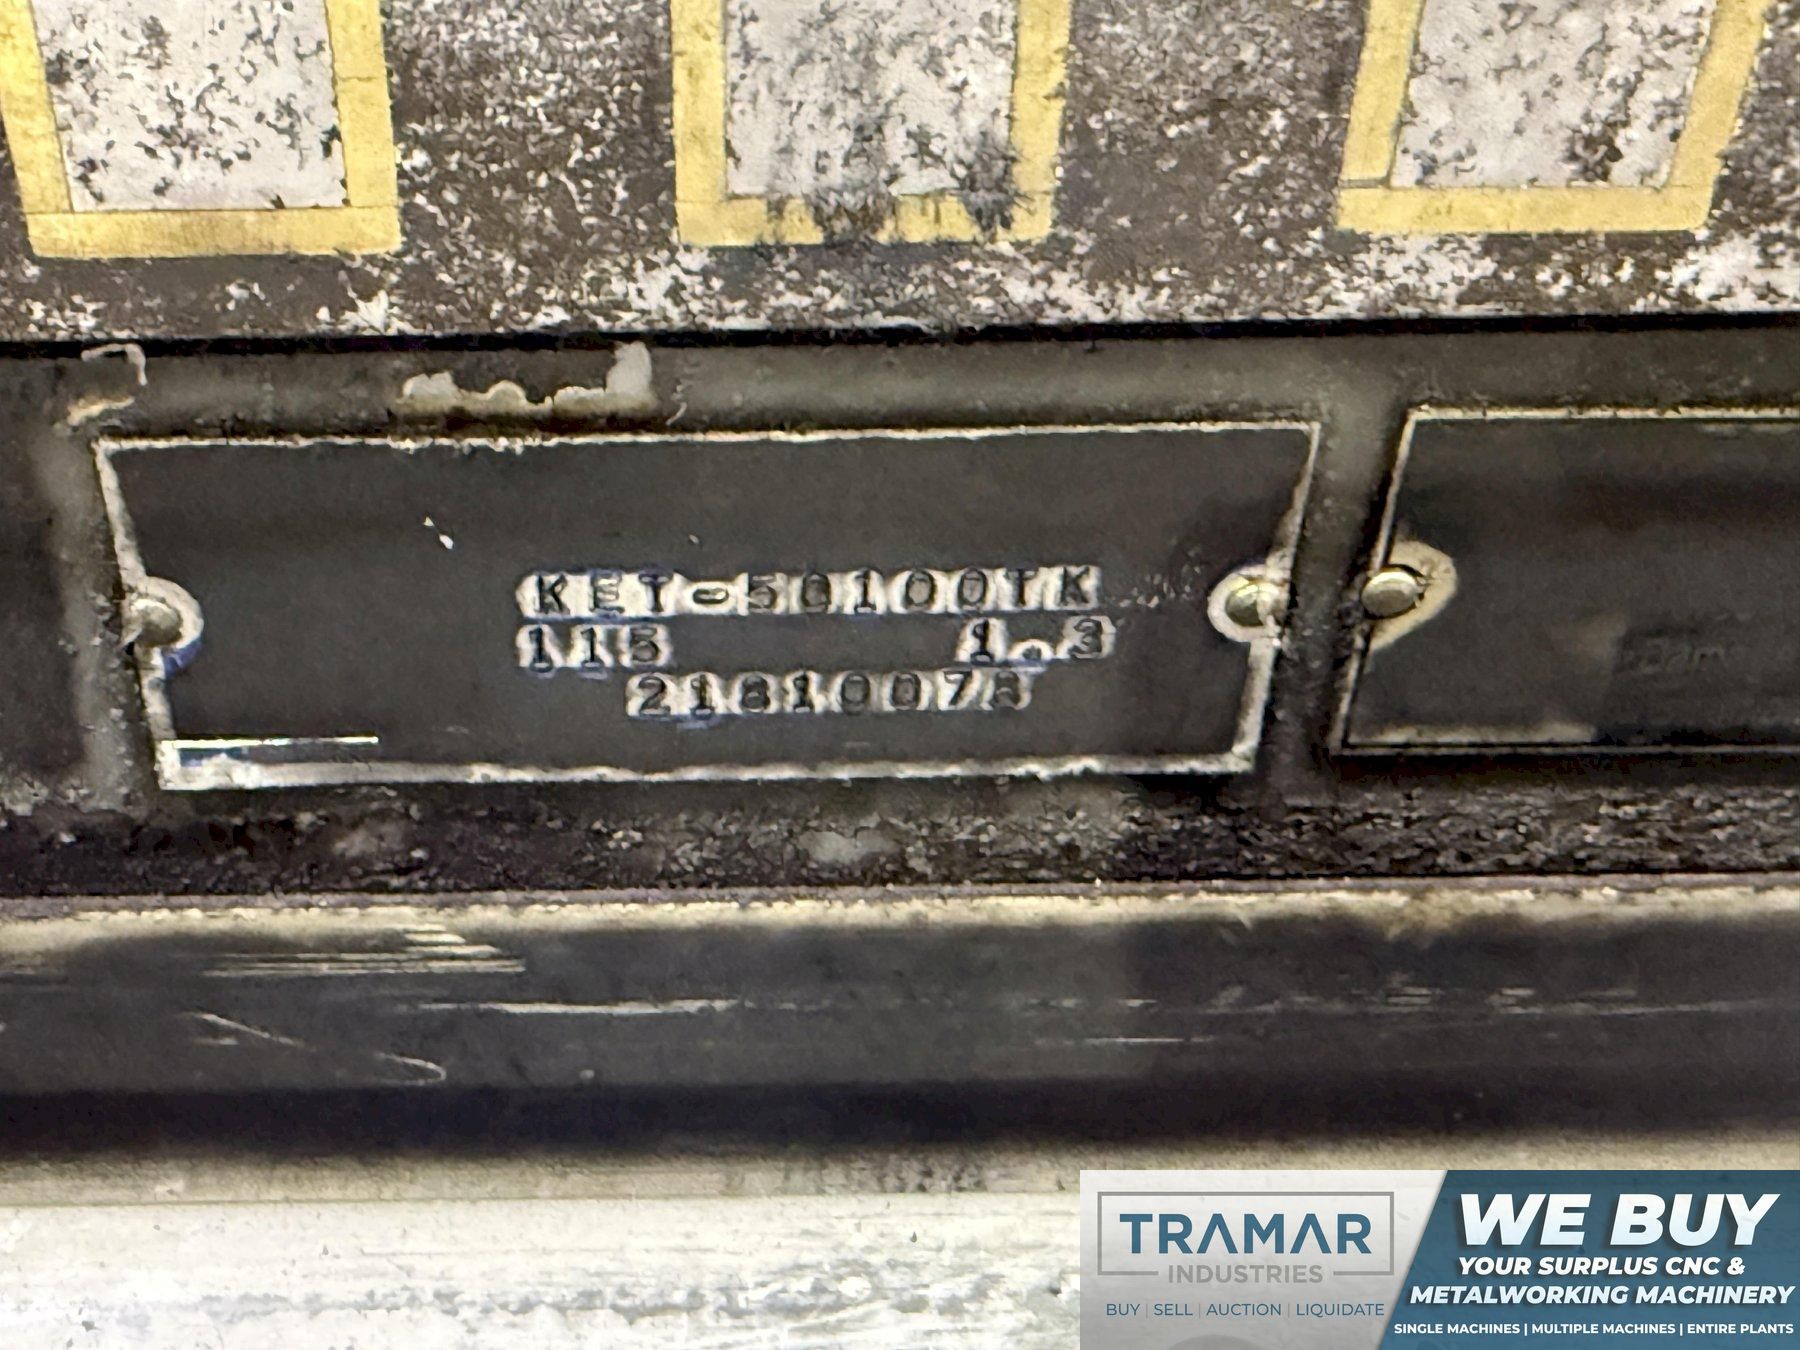 KET-50100TK
115 1.3
21810078
TRAMAR
INDUSTRIES
BUY | SELL | AUCTION | LIQUIDATE
WE BUY
YOUR SURPLUS CNC &
METALWORKING MACHINERY
SINGLE MACHINES | MULTIPLE MACHINES | ENTIRE PLANTS